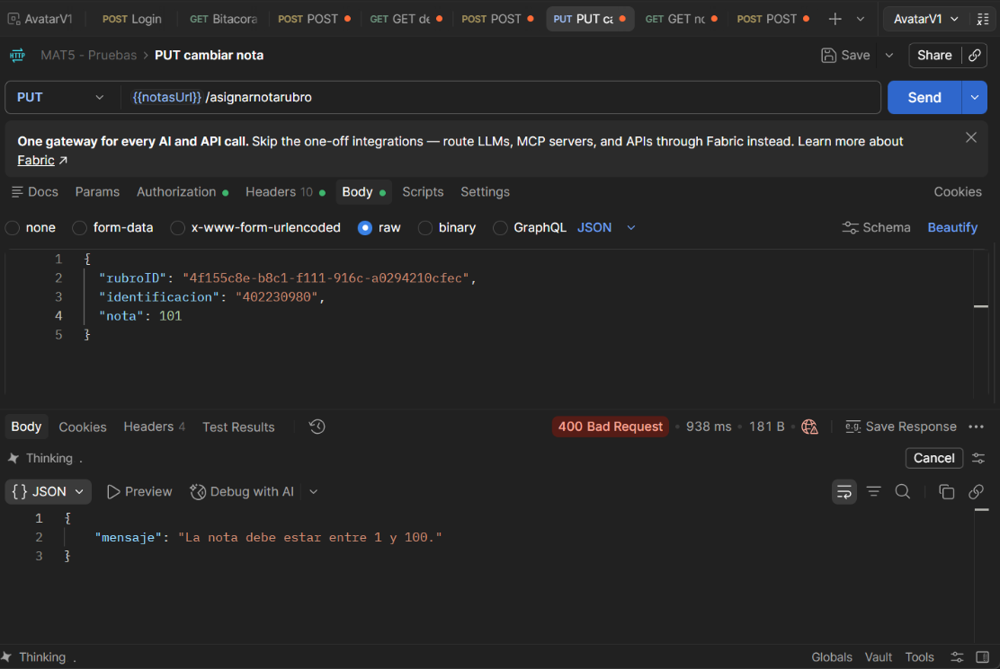 AvatarV1 POST Login GET Bitacora POST POST GET GET de POST POST PUT PUT ca GET GET no POST POST AvatarV1
HTTP MAT5 - Pruebas > PUT cambiar nota Save Share
PUT {{notasUrl}} /asignarnotarubro Send
One gateway for every AI and API call. Skip the one-off integrations — route LLMs, MCP servers, and APIs through Fabric instead. Learn more about
Fabric ↗
Docs Params Authorization Headers 10 Body Scripts Settings Cookies
none form-data x-www-form-urlencoded raw binary GraphQL JSON Schema Beautify
1 {
2 "rubroID": "4f155c8e-b8c1-f111-916c-a0294210cfec",
3 "identificacion": "402230980",
4 "nota": 101
5 }
Body Cookies Headers 4 Test Results 400 Bad Request • 938 ms • 181 B e.g. Save Response
Thinking . Cancel
{} JSON Preview Debug with AI
1 {
2 "mensaje": "La nota debe estar entre 1 y 100."
3 }
Thinking . Globals Vault Tools